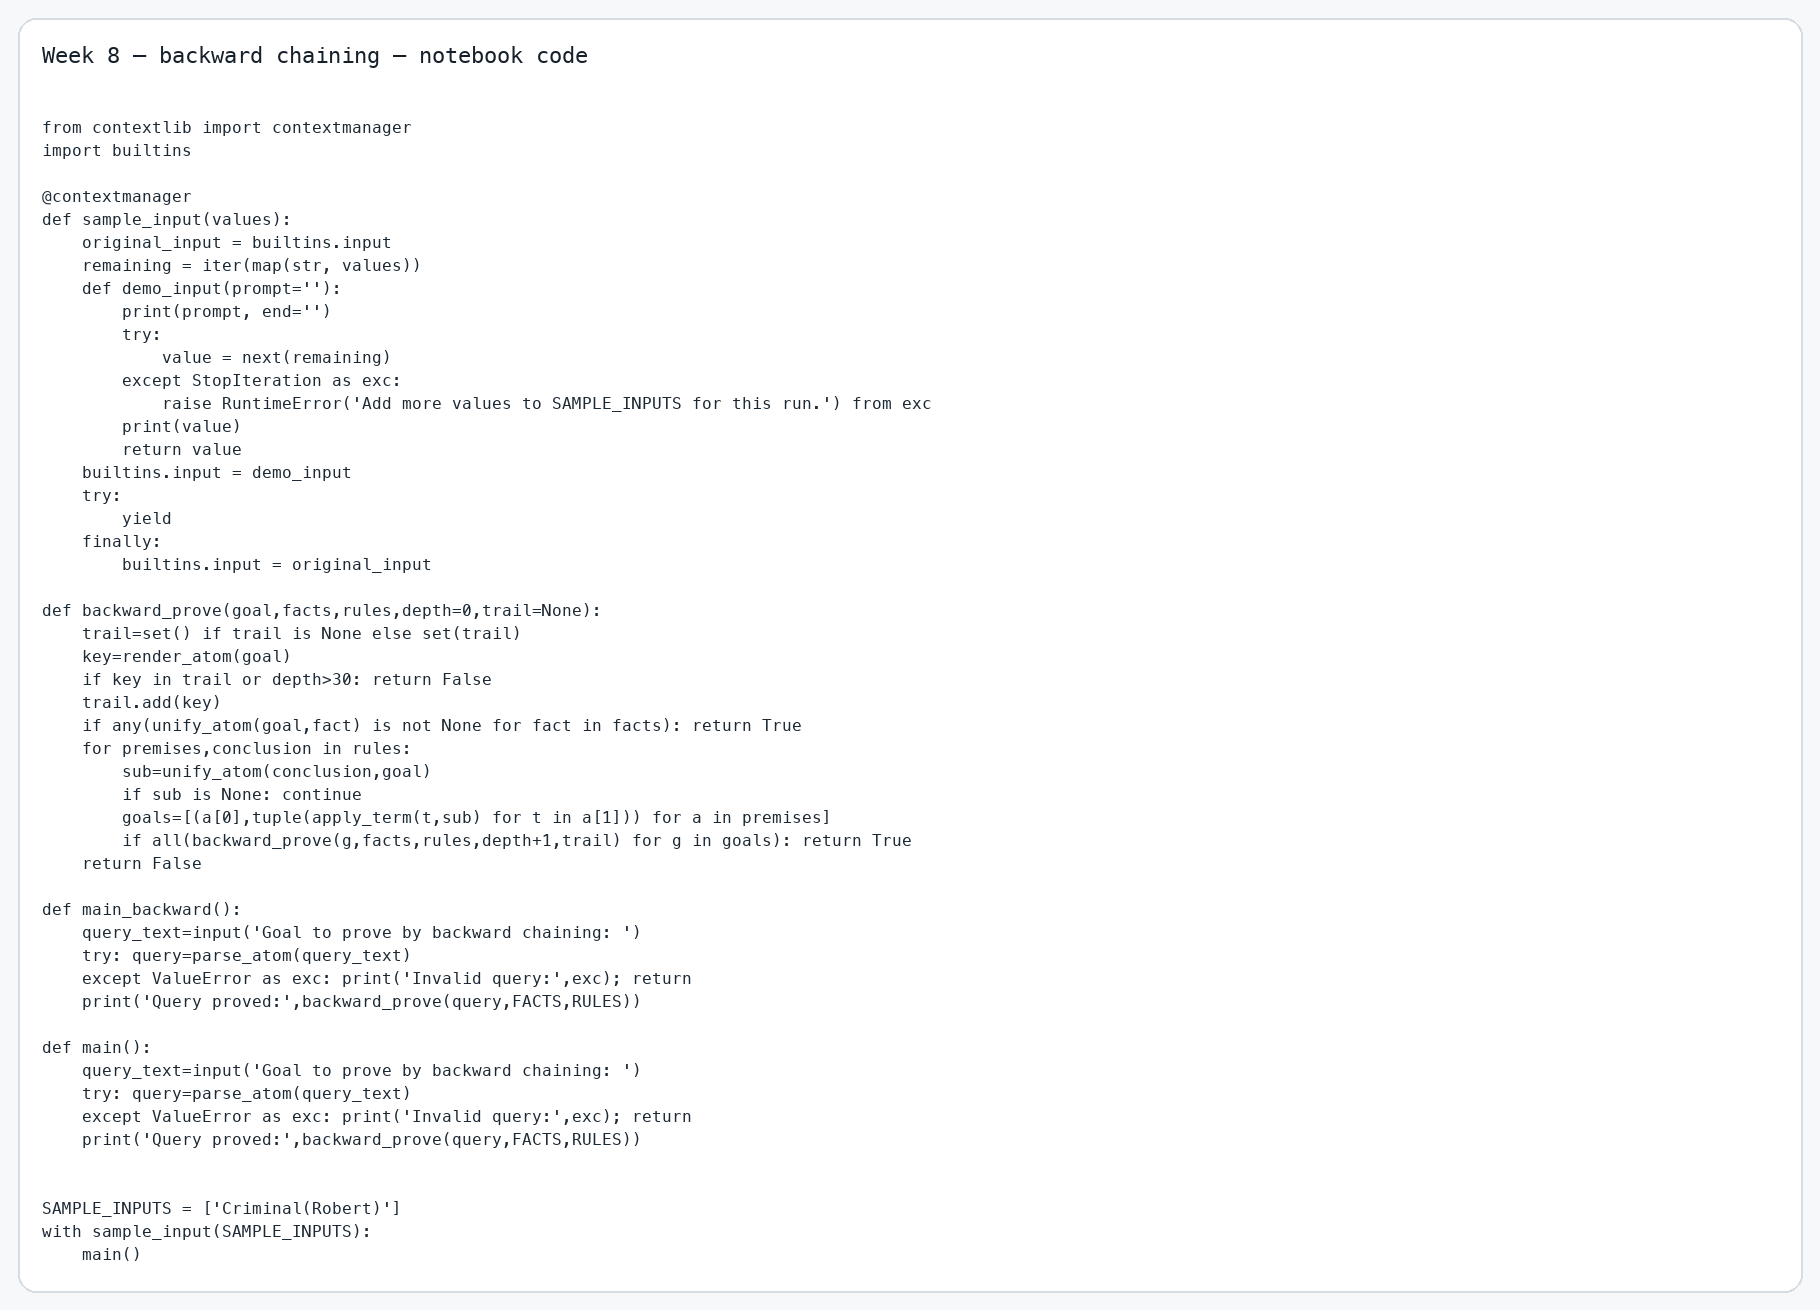 Week 8 — backward chaining — notebook code
from contextlib import contextmanager
import builtins
@contextmanager
def sample_input(values):
    original_input = builtins.input
    remaining = iter(map(str, values))
    def demo_input(prompt=''):
        print(prompt, end='')
        try:
            value = next(remaining)
        except StopIteration as exc:
            raise RuntimeError('Add more values to SAMPLE_INPUTS for this run.') from exc
        print(value)
        return value
    builtins.input = demo_input
    try:
        yield
    finally:
        builtins.input = original_input
def backward_prove(goal,facts,rules,depth=0,trail=None):
    trail=set() if trail is None else set(trail)
    key=render_atom(goal)
    if key in trail or depth>30: return False
    trail.add(key)
    if any(unify_atom(goal,fact) is not None for fact in facts): return True
    for premises,conclusion in rules:
        sub=unify_atom(conclusion,goal)
        if sub is None: continue
        goals=[(a[0],tuple(apply_term(t,sub) for t in a[1])) for a in premises]
        if all(backward_prove(g,facts,rules,depth+1,trail) for g in goals): return True
    return False
def main_backward():
    query_text=input('Goal to prove by backward chaining: ')
    try: query=parse_atom(query_text)
    except ValueError as exc: print('Invalid query:',exc); return
    print('Query proved:',backward_prove(query,FACTS,RULES))
def main():
    query_text=input('Goal to prove by backward chaining: ')
    try: query=parse_atom(query_text)
    except ValueError as exc: print('Invalid query:',exc); return
    print('Query proved:',backward_prove(query,FACTS,RULES))
SAMPLE_INPUTS = ['Criminal(Robert)']
with sample_input(SAMPLE_INPUTS):
    main()